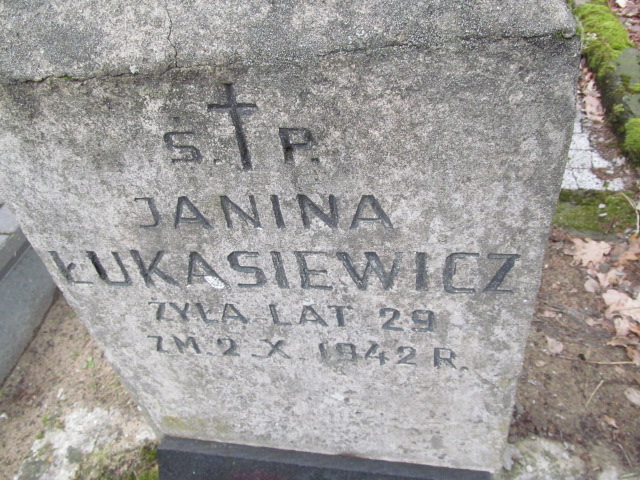 Ś. P.
JANINA
ŁUKASIEWICZ
ŻYŁA LAT 29
ZM. 2 X. 1942 R.